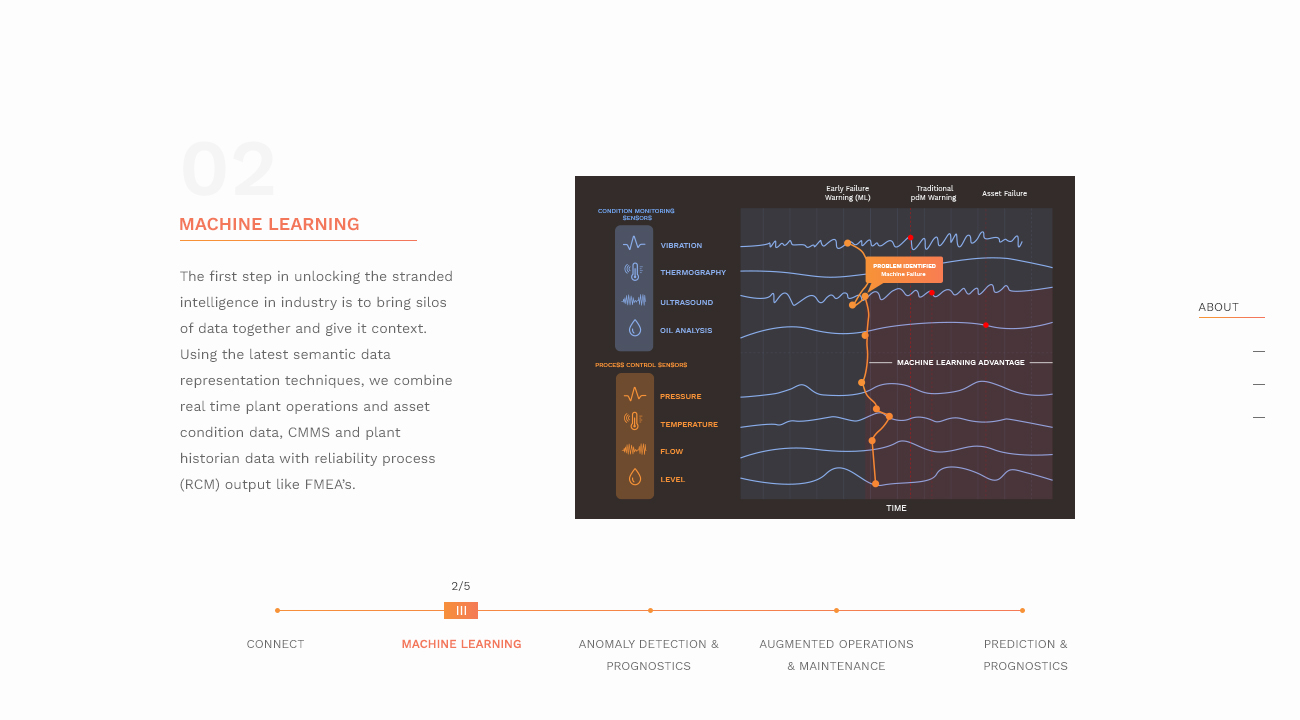 02
MACHINE LEARNING
The first step in unlocking the stranded
intelligence in industry is to bring silos
of data together and give it context.
Using the latest semantic data
representation techniques, we combine
real time plant operations and asset
condition data, CMMS and plant
historian data with reliability process
(RCM) output like FMEA’s.
Early Failure
Warning (ML)
Traditional
pdM Warning
Asset Failure
CONDITION MONITORING
SENSORS
VIBRATION
THERMOGRAPHY
ULTRASOUND
OIL ANALYSIS
PROBLEM IDENTIFIED
Machine Failure
MACHINE LEARNING ADVANTAGE
PROCESS CONTROL SENSORS
PRESSURE
TEMPERATURE
FLOW
LEVEL
TIME
ABOUT
2/5
CONNECT
MACHINE LEARNING
ANOMALY DETECTION &
PROGNOSTICS
AUGMENTED OPERATIONS
& MAINTENANCE
PREDICTION &
PROGNOSTICS